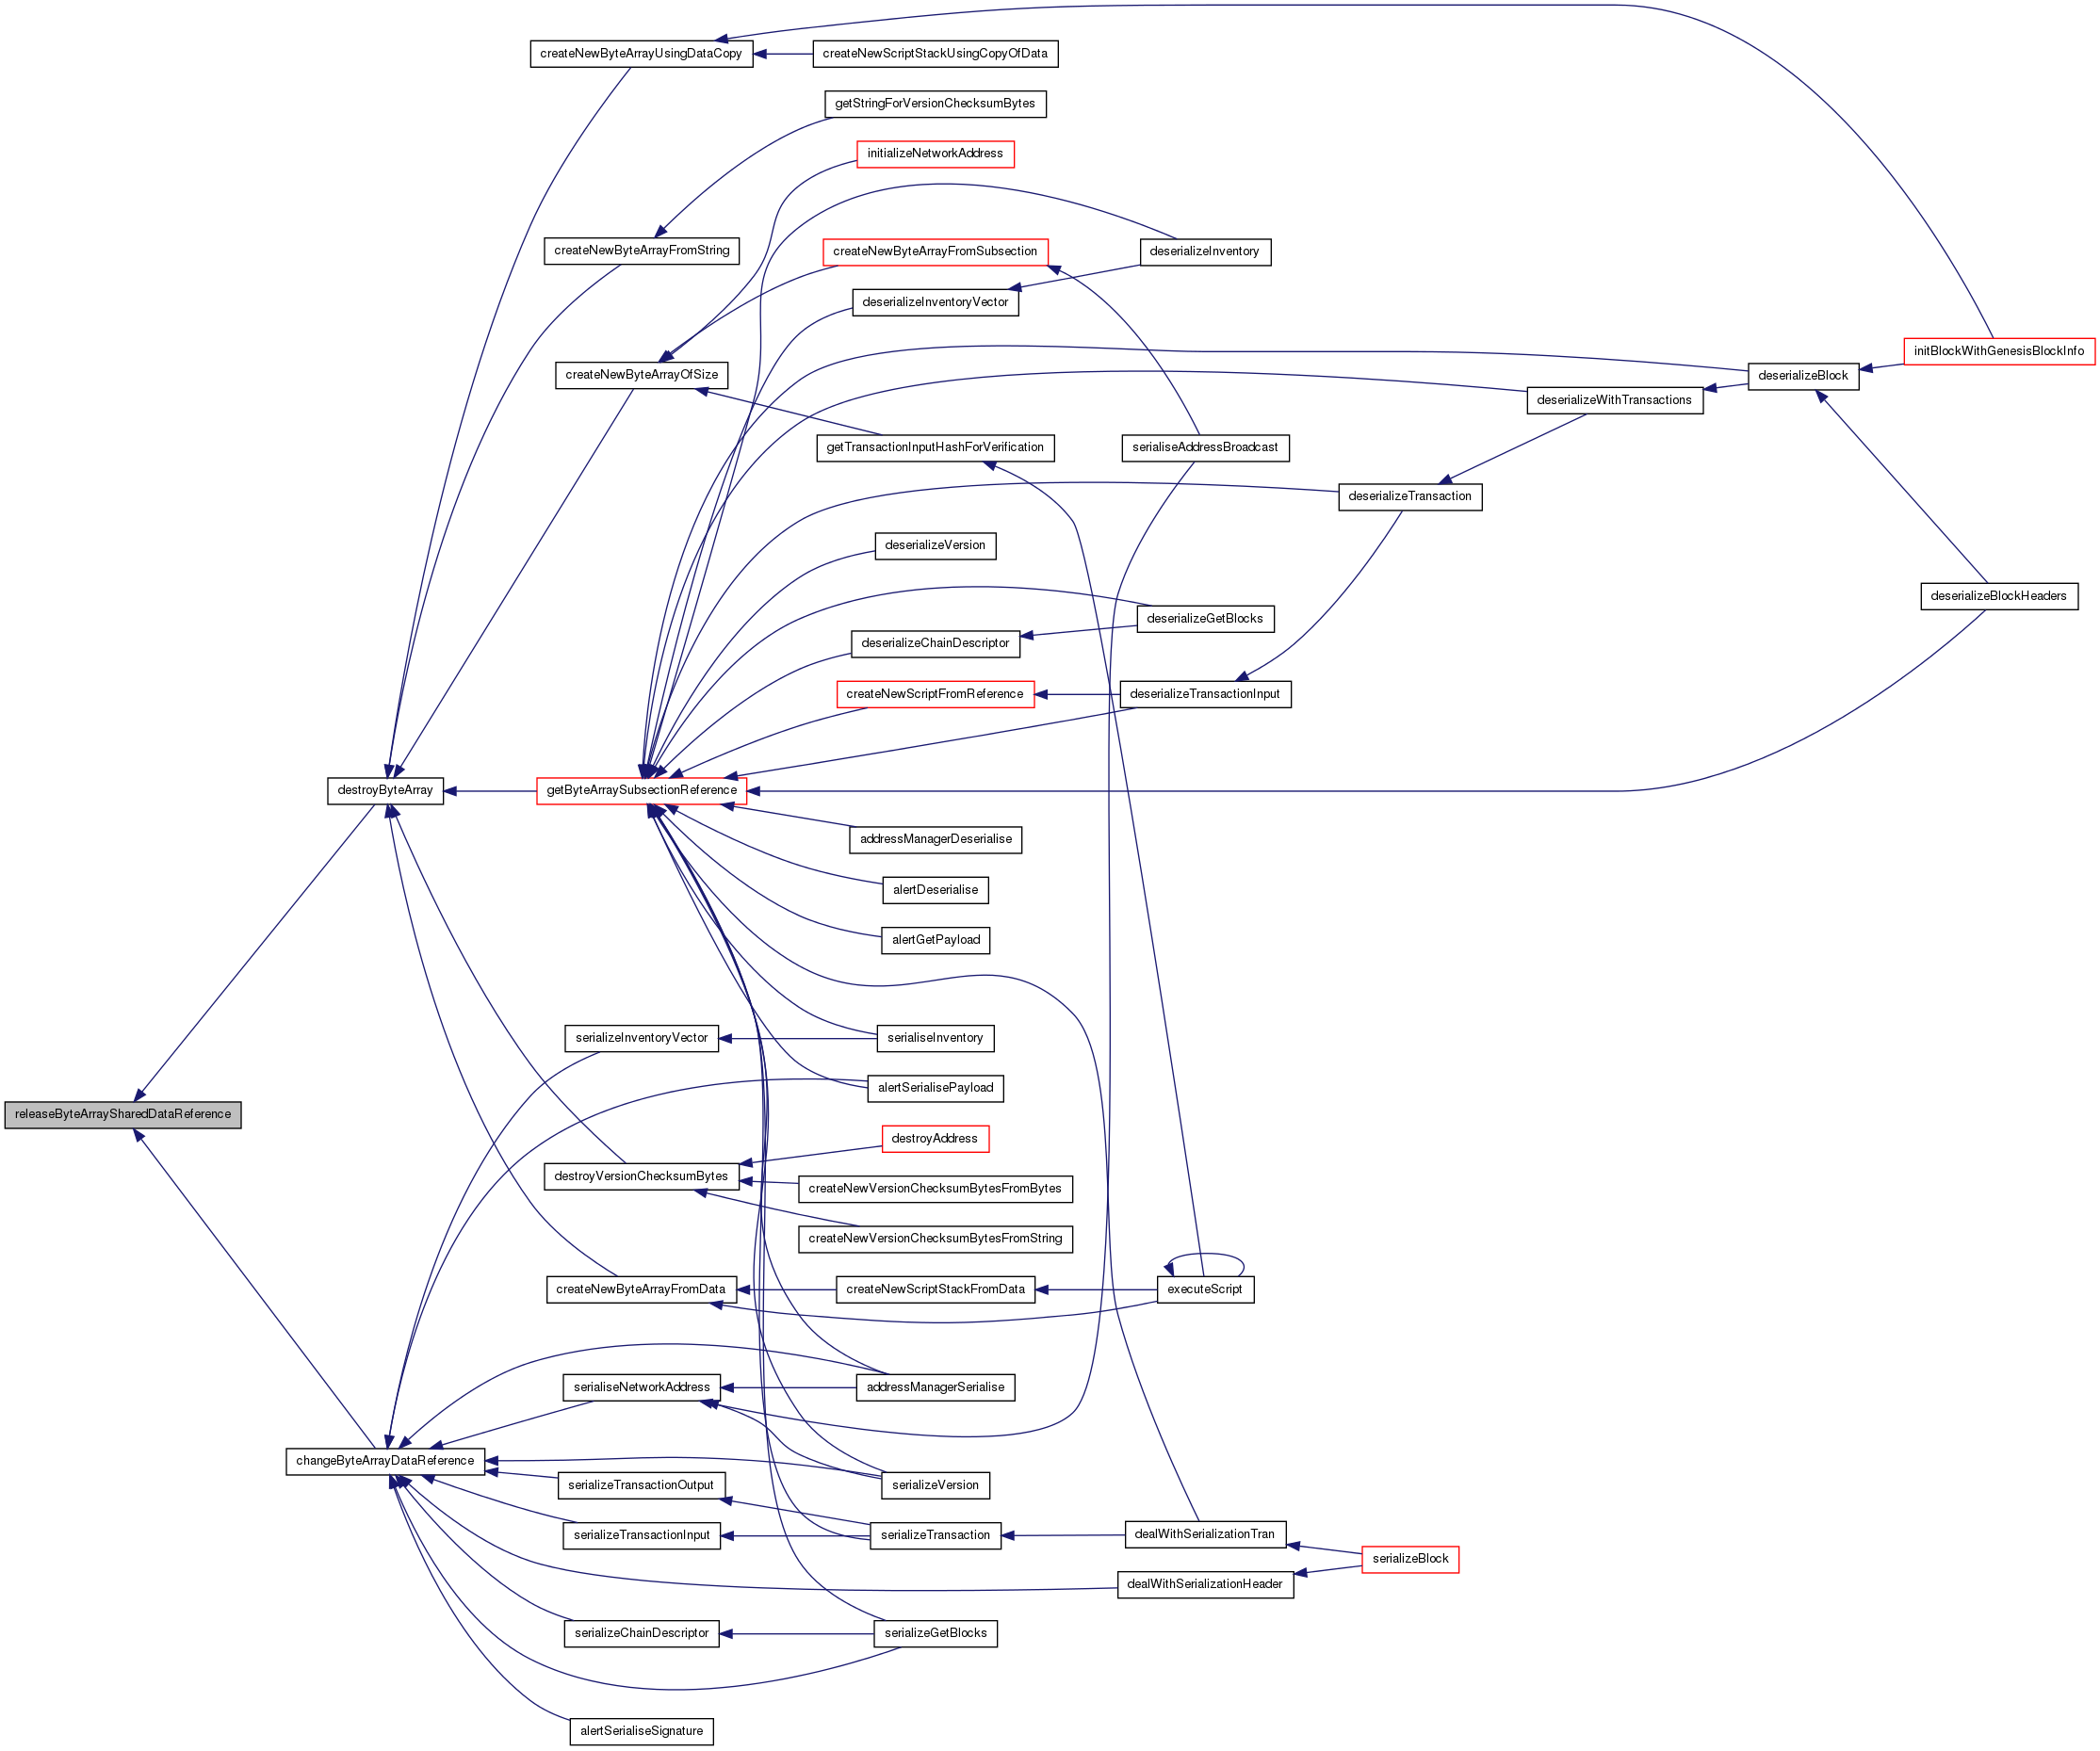 createNewByteArrayUsingDataCopy
createNewScriptStackUsingCopyOfData
getStringForVersionChecksumBytes
initializeNetworkAddress
createNewByteArrayFromString
createNewByteArrayFromSubsection
deserializeInventory
deserializeInventoryVector
initBlockWithGenesisBlockInfo
createNewByteArrayOfSize
deserializeBlock
deserializeWithTransactions
getTransactionInputHashForVerification
serialiseAddressBroadcast
deserializeTransaction
deserializeVersion
deserializeBlockHeaders
deserializeGetBlocks
deserializeChainDescriptor
createNewScriptFromReference
deserializeTransactionInput
destroyByteArray
getByteArraySubsectionReference
addressManagerDeserialise
alertDeserialise
alertGetPayload
serializeInventoryVector
serialiseInventory
alertSerialisePayload
releaseByteArraySharedDataReference
destroyAddress
destroyVersionChecksumBytes
createNewVersionChecksumBytesFromBytes
createNewVersionChecksumBytesFromString
createNewByteArrayFromData
createNewScriptStackFromData
executeScript
serialiseNetworkAddress
addressManagerSerialise
changeByteArrayDataReference
serializeTransactionOutput
serializeVersion
serializeTransactionInput
serializeTransaction
dealWithSerializationTran
serializeBlock
dealWithSerializationHeader
serializeChainDescriptor
serializeGetBlocks
alertSerialiseSignature